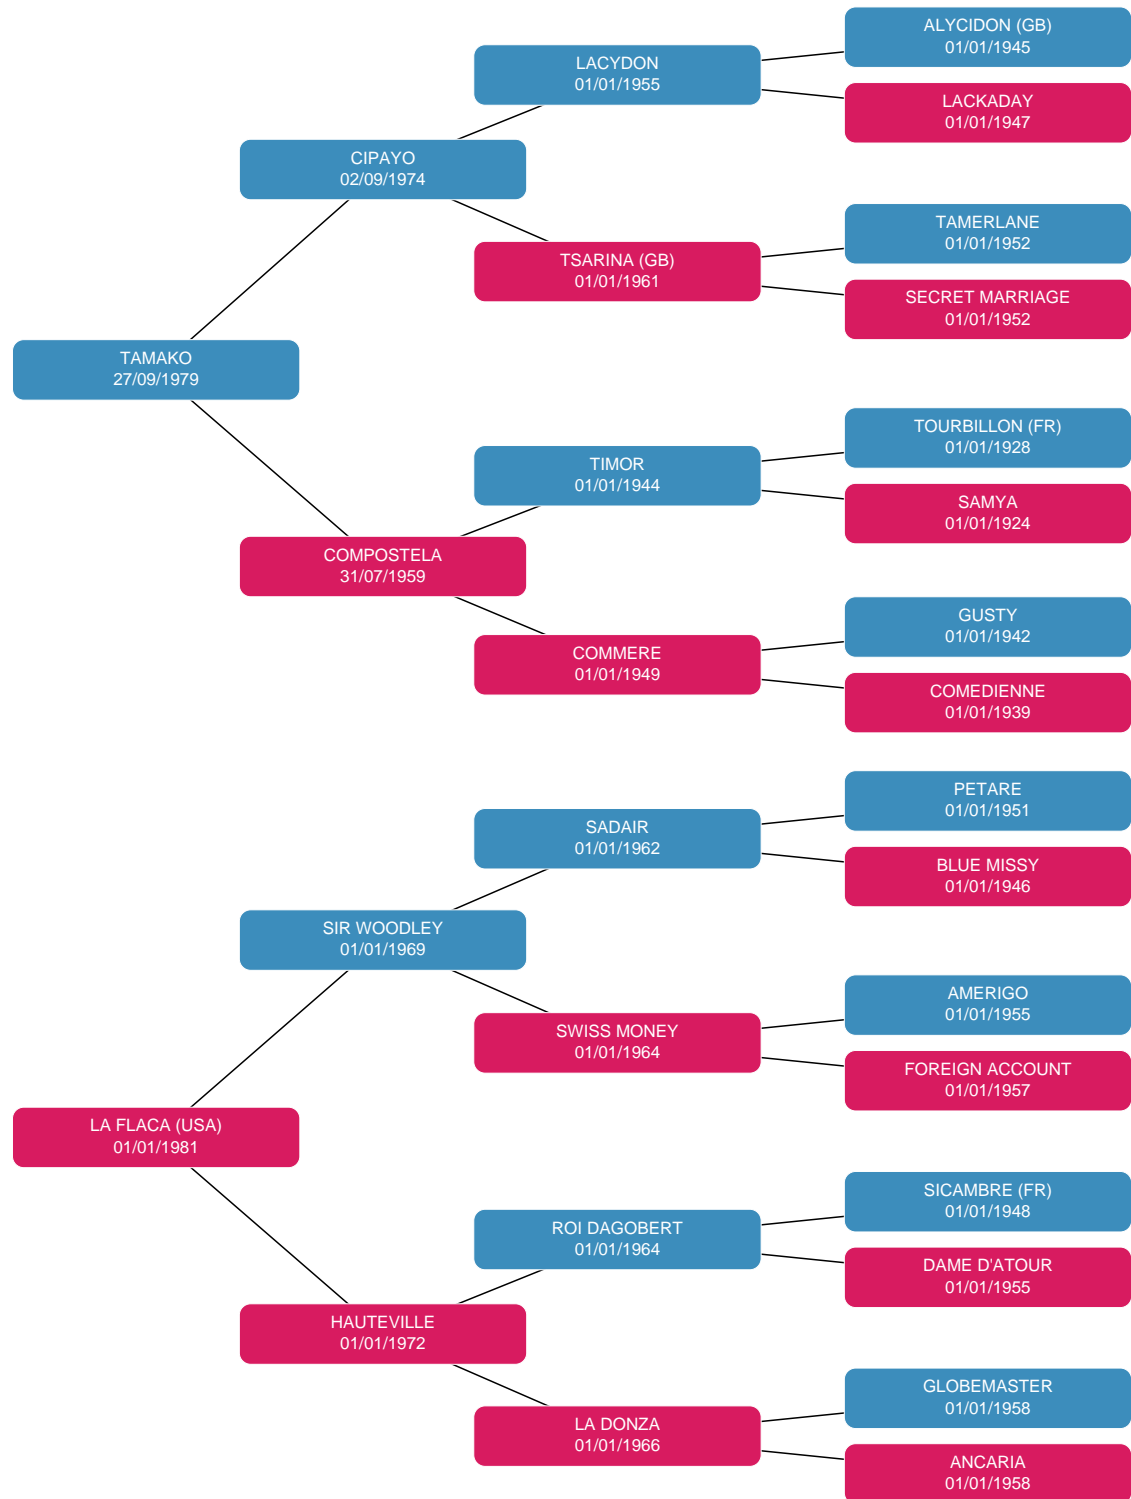 ALYCIDON (GB)
01/01/1945
LACYDON
01/01/1955
LACKADAY
01/01/1947
CIPAYO
02/09/1974
TAMERLANE
01/01/1952
TSARINA (GB)
01/01/1961
SECRET MARRIAGE
01/01/1952
TAMAKO
27/09/1979
TOURBILLON (FR)
01/01/1928
TIMOR
01/01/1944
SAMYA
01/01/1924
COMPOSTELA
31/07/1959
GUSTY
01/01/1942
COMMERE
01/01/1949
COMEDIENNE
01/01/1939
PETARE
01/01/1951
SADAIR
01/01/1962
BLUE MISSY
01/01/1946
SIR WOODLEY
01/01/1969
AMERIGO
01/01/1955
SWISS MONEY
01/01/1964
FOREIGN ACCOUNT
01/01/1957
LA FLACA (USA)
01/01/1981
SICAMBRE (FR)
01/01/1948
ROI DAGOBERT
01/01/1964
DAME D'ATOUR
01/01/1955
HAUTEVILLE
01/01/1972
GLOBEMASTER
01/01/1958
LA DONZA
01/01/1966
ANCARIA
01/01/1958